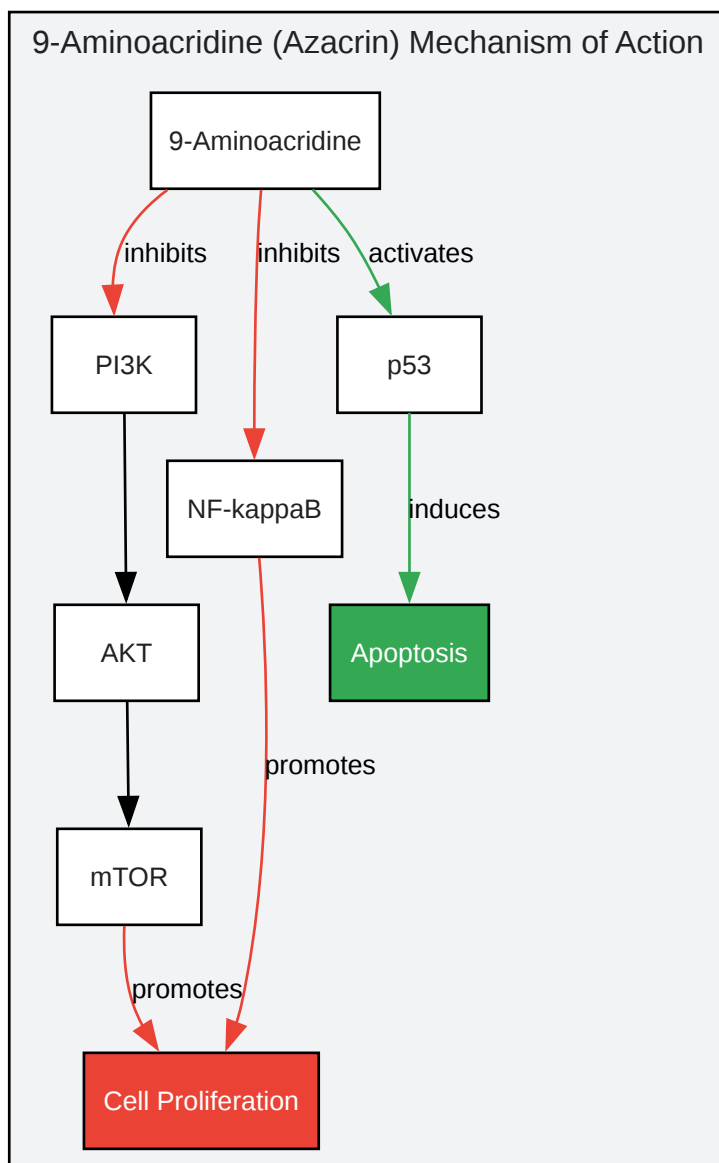 9-Aminoacridine (Azacrin) Mechanism of Action
9-Aminoacridine
inhibits
inhibits
activates
PI3K
p53
NF-kappaB
induces
AKT
Apoptosis
promotes
mTOR
promotes
Cell Proliferation